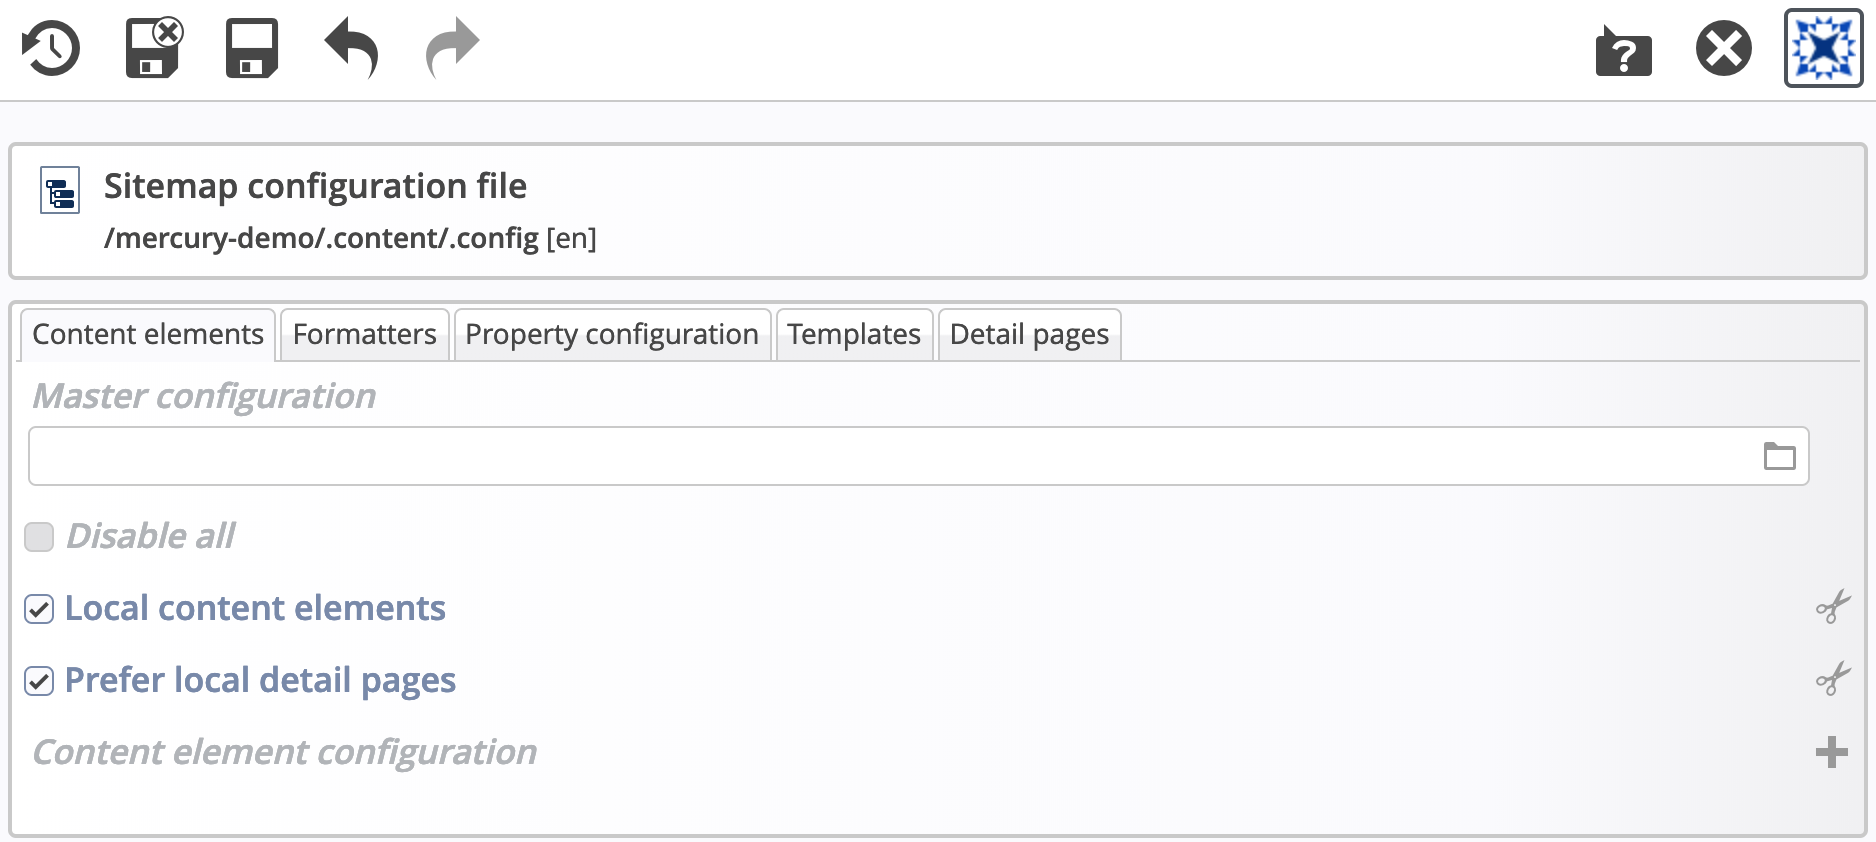 Sitemap configuration file
/mercury-demo/.content/.config [en]
Content elements Formatters Property configuration Templates Detail pages
Master configuration
Disable all
Local content elements
Prefer local detail pages
Content element configuration